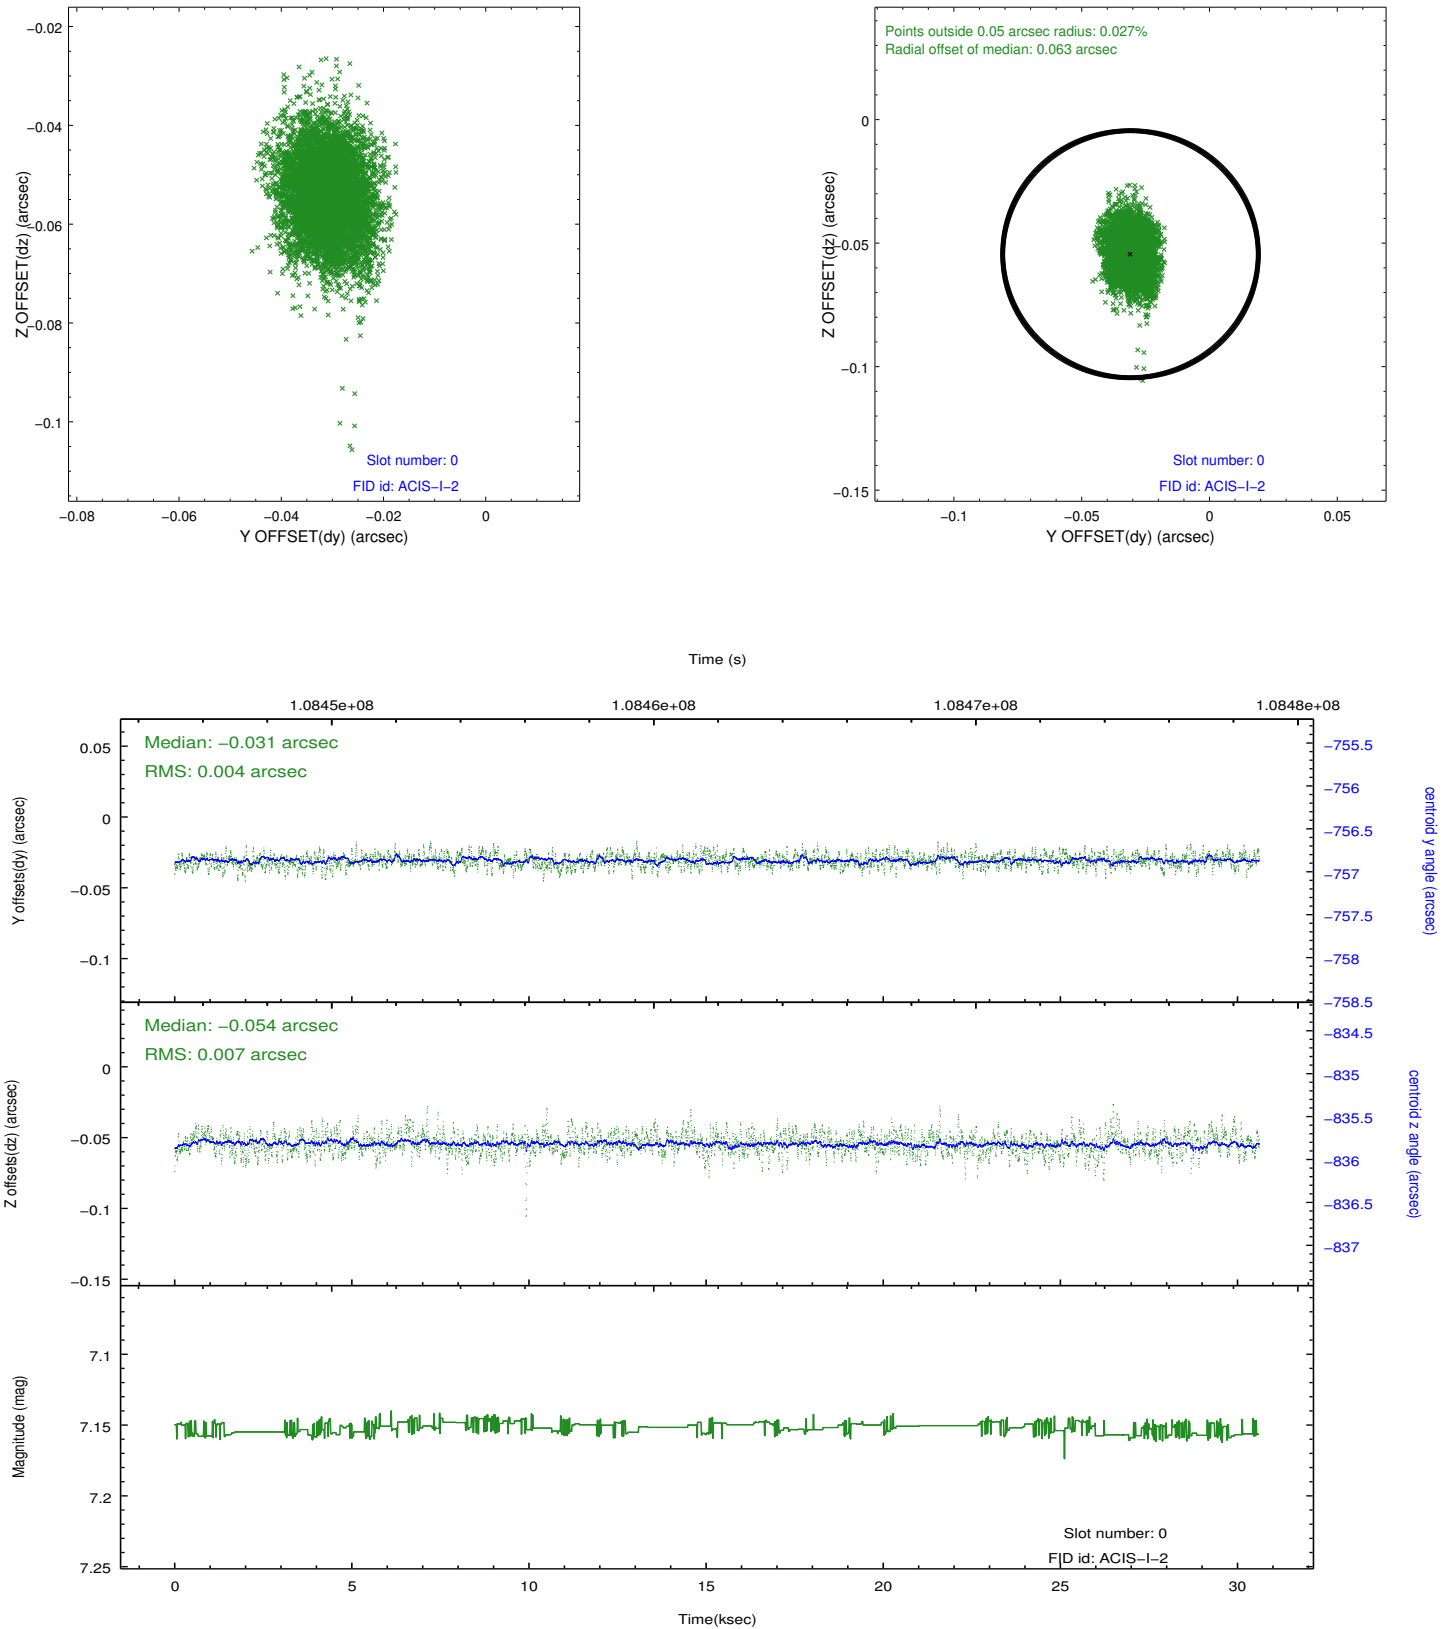 −0.02
−0.04
−0.06
−0.08
−0.1
Z OFFSET(dz) (arcsec)
Slot number: 0
FID id: ACIS−I−2
−0.08
−0.06
−0.04
−0.02
0
Y OFFSET(dy) (arcsec)
Points outside 0.05 arcsec radius: 0.027%
Radial offset of median: 0.063 arcsec
0
−0.05
−0.1
−0.15
Z OFFSET(dz) (arcsec)
Slot number: 0
FID id: ACIS−I−2
−0.1
−0.05
0
0.05
Y OFFSET(dy) (arcsec)
Time (s)
1.0845e+08
1.0846e+08
1.0847e+08
1.0848e+08
Median: −0.031 arcsec
RMS: 0.004 arcsec
0.05
0
−0.05
−0.1
Y offsets(dy) (arcsec)
−755.5
−756
−756.5
−757
−757.5
−758
−758.5
centroid y angle (arcsec)
Median: −0.054 arcsec
RMS: 0.007 arcsec
0
−0.05
−0.1
−0.15
Z offsets(dz) (arcsec)
−834.5
−835
−835.5
−836
−836.5
−837
centroid z angle (arcsec)
7.1
7.15
7.2
7.25
Magnitude (mag)
Slot number: 0
FID id: ACIS−I−2
0
5
10
15
20
25
30
Time(ksec)